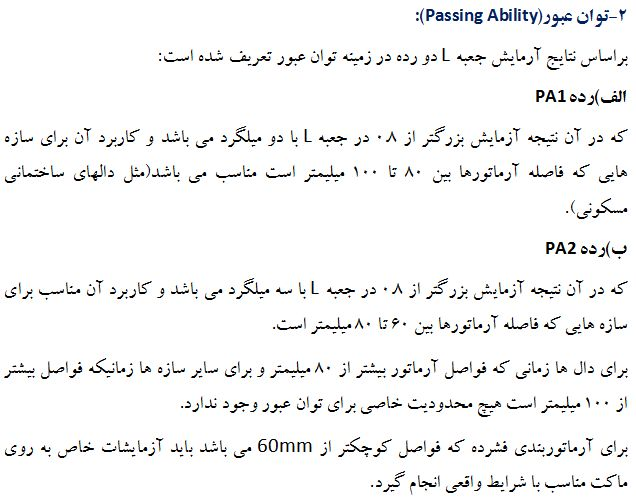 ۲-توان عبور(Passing Ability):
براساس نتایج آرمایش جعبه L دو رده در زمینه توان عبور تعریف شده است:
الف)رده PA1
که در آن نتیجه آزمایش بزرگتر از ۰.۸ در جعبه L با دو میلگرد می باشد و کاربرد آن برای سازه
هایی که فاصله آرماتورها بین ۸۰ تا ۱۰۰ میلیمتر است مناسب می باشد(مثل دالهای ساختمانی
مسکونی).
ب)رده PA2
که در آن نتیجه آزمایش بزرگتر از ۰.۸ در جعبه L با سه میلگرد می باشد و کاربرد آن مناسب برای
سازه هایی که فاصله آرماتورها بین ۶۰ تا ۸۰ میلیمتر است.
برای دال ها زمانی که فواصل آرماتور بیشتر از ۸۰ میلیمتر و برای سایر سازه ها زمانیکه فواصل بیشتر
از ۱۰۰ میلیمتر است هیچ محدودیت خاصی برای توان عبور وجود ندارد.
برای آرماتوربندی فشرده که فواصل کوچکتر از 60mm می باشد باید آزمایشات خاص به روی
ماکت مناسب با شرایط واقعی انجام گیرد.